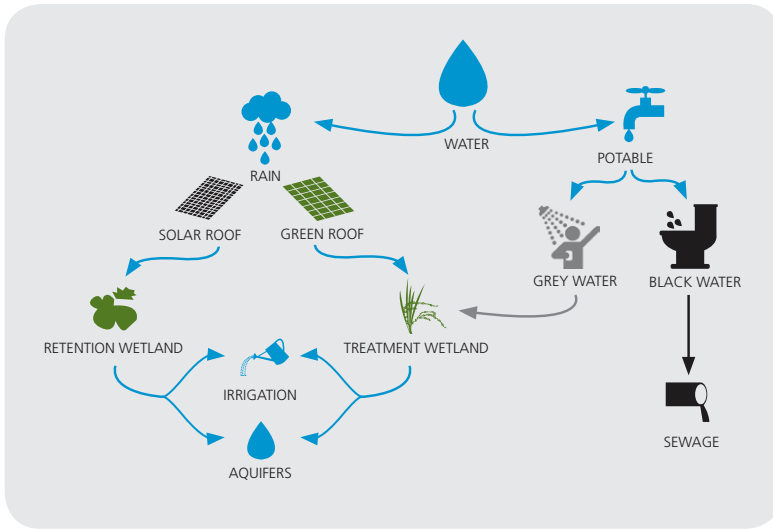 WATER
RAIN
POTABLE
SOLAR ROOF
GREEN ROOF
GREY WATER
BLACK WATER
RETENTION WETLAND
TREATMENT WETLAND
IRRIGATION
SEWAGE
AQUIFERS